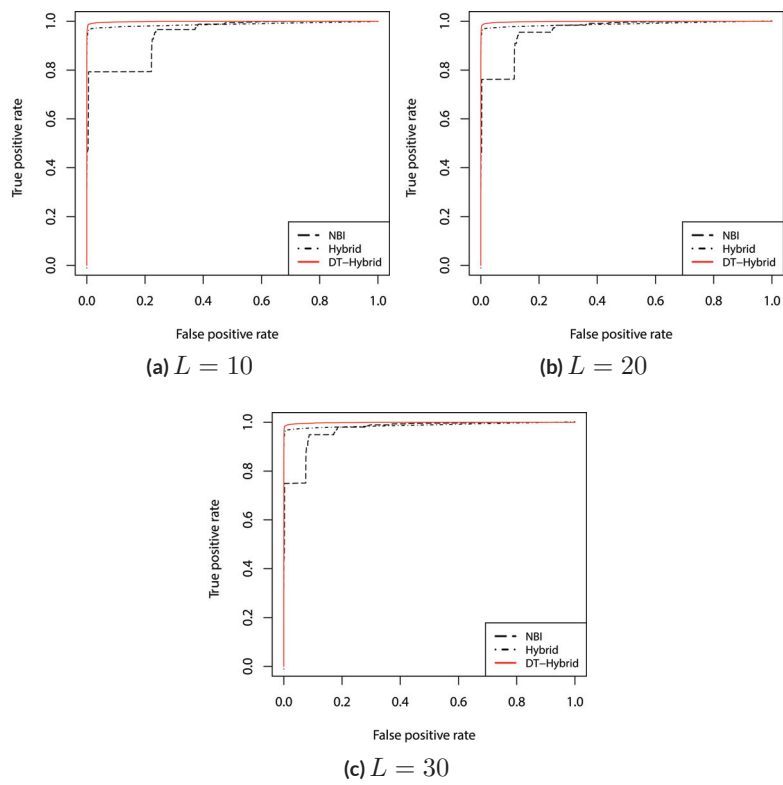 1.0
0.8
0.6
0.4
0.2
0.0
True positive rate
NBI
Hybrid
DT-Hybrid
0.0 0.2 0.4 0.6 0.8 1.0
False positive rate
(a) L = 10
1.0
0.8
0.6
0.4
0.2
0.0
True positive rate
NBI
Hybrid
DT-Hybrid
0.0 0.2 0.4 0.6 0.8 1.0
False positive rate
(b) L = 20
1.0
0.8
0.6
0.4
0.2
0.0
True positive rate
NBI
Hybrid
DT-Hybrid
0.0 0.2 0.4 0.6 0.8 1.0
False positive rate
(c) L = 30